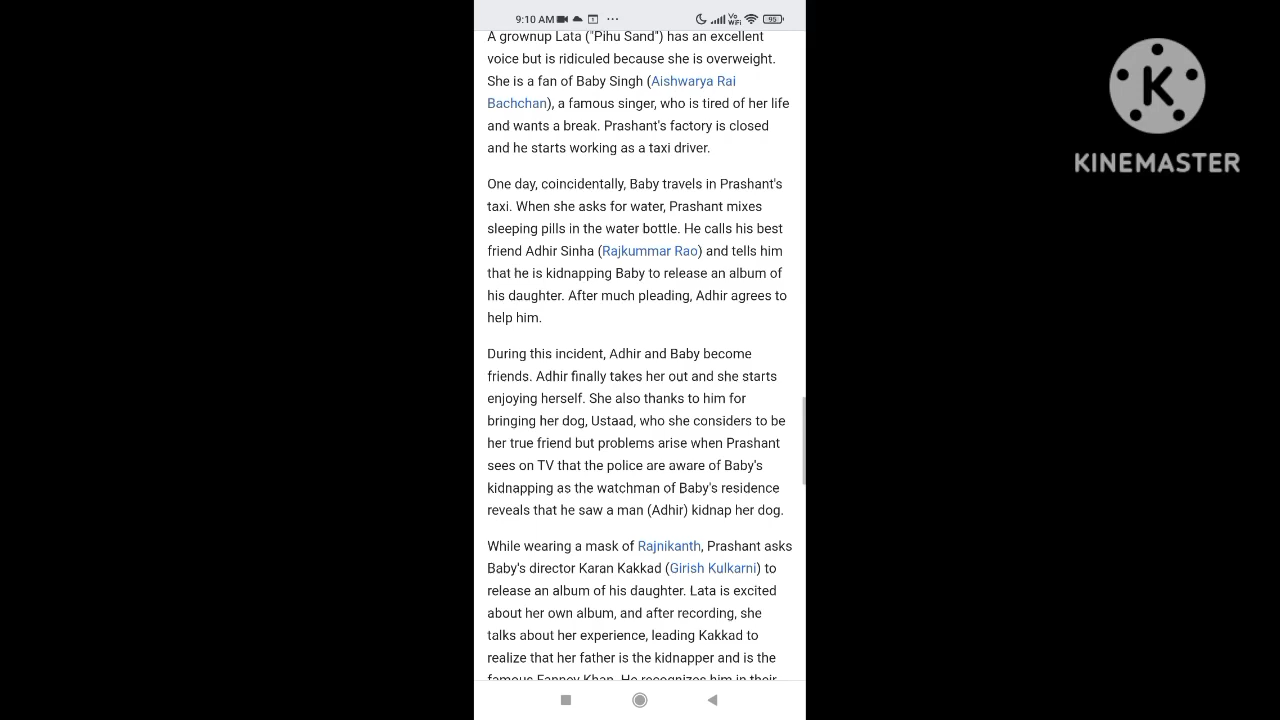 9:10 AM
Vo WiFi
95
A grownup Lata ("Pihu Sand") has an excellent
voice but is ridiculed because she is overweight.
She is a fan of Baby Singh (Aishwarya Rai
Bachchan), a famous singer, who is tired of her life
and wants a break. Prashant's factory is closed
and he starts working as a taxi driver.
One day, coincidentally, Baby travels in Prashant's
taxi. When she asks for water, Prashant mixes
sleeping pills in the water bottle. He calls his best
friend Adhir Sinha (Rajkummar Rao) and tells him
that he is kidnapping Baby to release an album of
his daughter. After much pleading, Adhir agrees to
help him.
During this incident, Adhir and Baby become
friends. Adhir finally takes her out and she starts
enjoying herself. She also thanks to him for
bringing her dog, Ustaad, who she considers to be
her true friend but problems arise when Prashant
sees on TV that the police are aware of Baby's
kidnapping as the watchman of Baby's residence
reveals that he saw a man (Adhir) kidnap her dog.
While wearing a mask of Rajnikanth, Prashant asks
Baby's director Karan Kakkad (Girish Kulkarni) to
release an album of his daughter. Lata is excited
about her own album, and after recording, she
talks about her experience, leading Kakkad to
realize that her father is the kidnapper and is the
famous Fanney Khan. He recognizes him in their
K
KINEMASTER